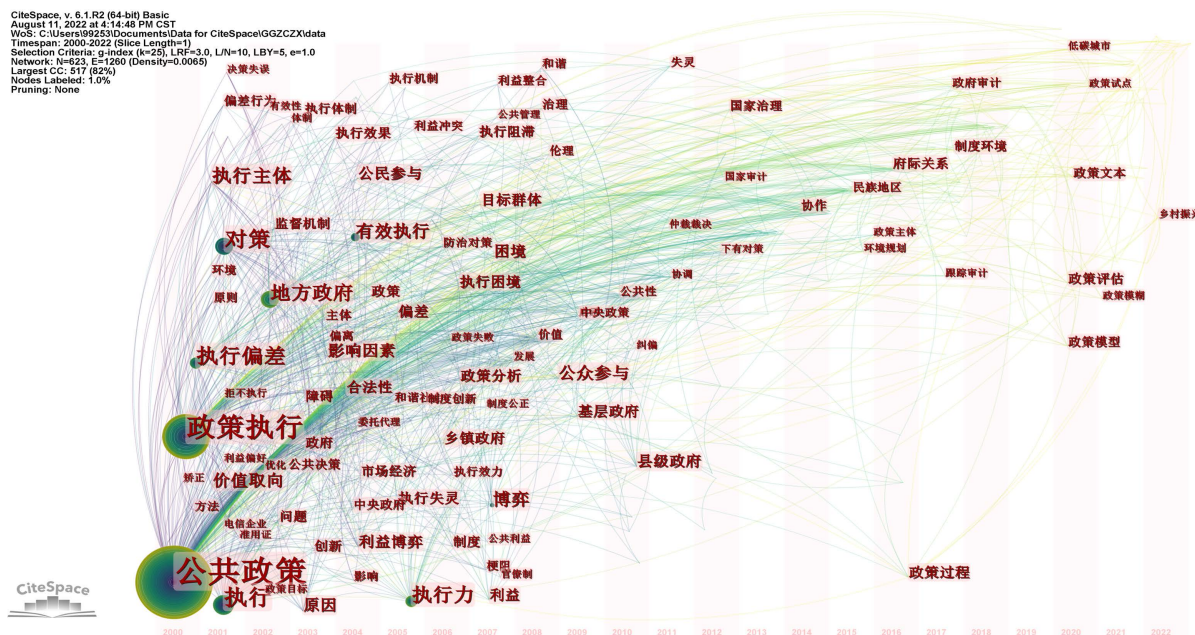 CiteSpace, v. 6.1.R2 (64-bit) Basic
August 11, 2022 at 4:14:48 PM CST
WoS: C:\Users\99253\Documents\Data for CiteSpace\GGZCZX\data
Timespan: 2000-2022 (Slice Length=1)
Selection Criteria: g-index (k=25), LRF=3.0, L/N=10, LBY=5, e=1.0
Network: N=623, E=1260 (Density=0.0065)
Largest CC: 517 (82%)
Nodes Labeled: 1.0%
Pruning: None
低碳城市
决策失误
和谐
失灵
执行机制
利益整合
政府审计
政策试点
偏差行为
有效性
执行体制
治理
国家治理
体制
公共管理
执行效果
利益冲突
执行阻滞
制度环境
伦理
府际关系
执行主体
公民参与
国家审计
政策文本
民族地区
目标群体
协作
乡村振兴
监督机制
仲裁裁决
对策
有效执行
防治对策
政策主体
困境
下有对策
环境规划
环境
协调
跟踪审计
执行困境
政策评估
原则
地方政府
政策
公共性
政策模糊
主体
偏差
中央政策
偏离
政策失败
价值
政策模型
执行偏差
影响因素
发展
纠偏
政策分析
公众参与
拒不执行
障碍
合法性
和谐社
制度创新
制度公正
基层政府
政策执行
委托代理
政府
乡镇政府
利益偏好
优化
公共决策
县级政府
矫正
价值取向
市场经济
执行效力
方法
中央政府
执行失灵
博弈
电信企业
问题
准用证
创新
利益博弈
制度
公共利益
公共政策
影响
梗阻
官僚制
政策过程
执行
政策目标
原因
执行力
利益
CiteSpace
2000 2001 2002 2003 2004 2005 2006 2007 2008 2009 2010 2011 2012 2013 2014 2015 2016 2017 2018 2019 2020 2021 2022